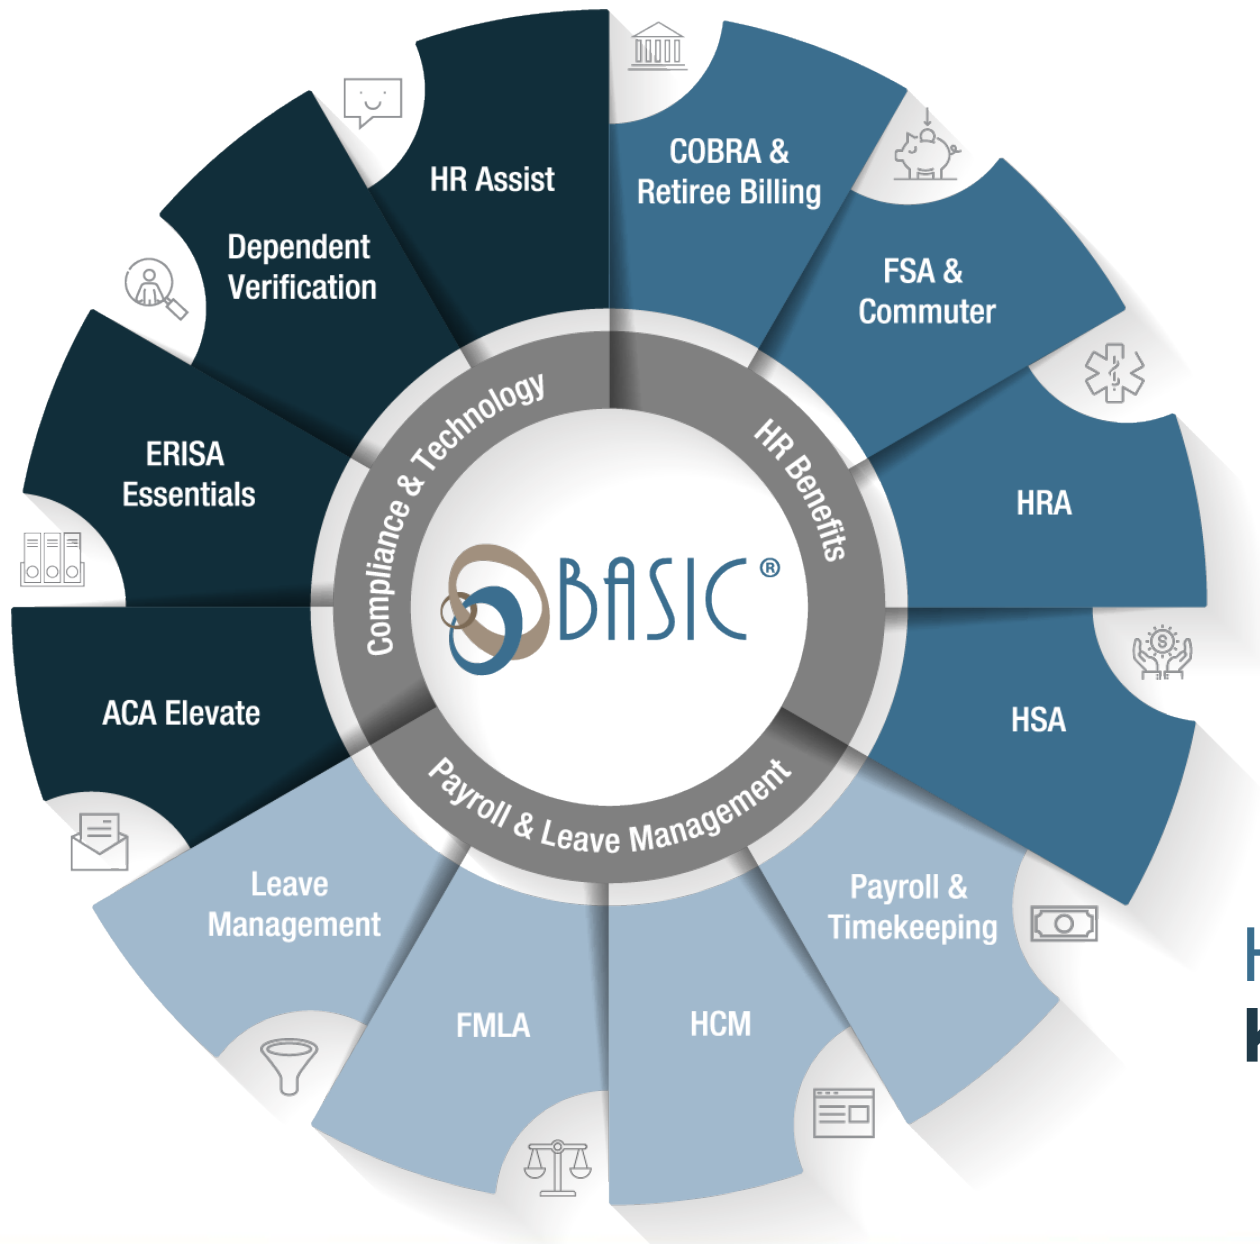 HR Assist
COBRA &
Retiree Billing
Dependent
Verification
FSA &
Commuter
ERISA
Essentials
HRA
ACA Elevate
HSA
Leave
Management
Payroll &
Timekeeping
FMLA
HCM
Compliance & Technology
HR Benefits
Payroll & Leave Management
BASIC®
$